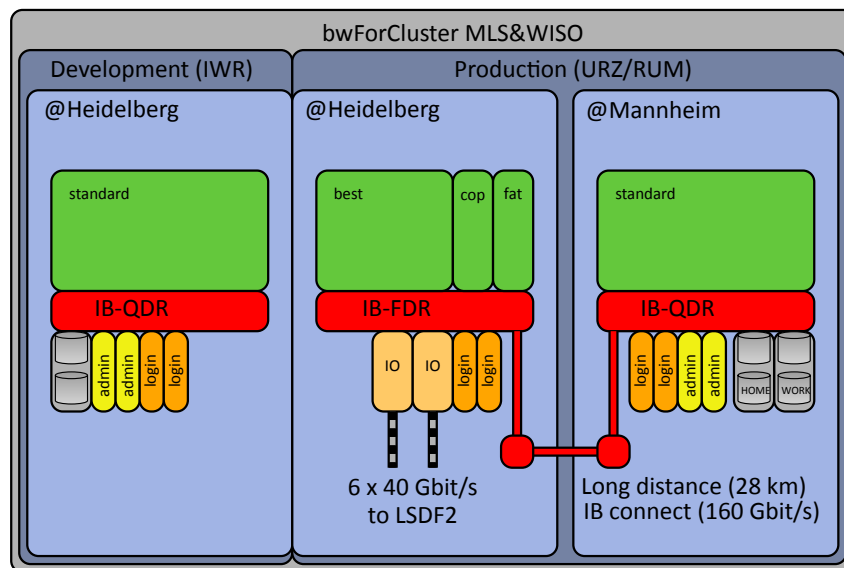 bwForCluster MLS&WISO
Development (IWR)
Production (URZ/RUM)
@Heidelberg
@Heidelberg
@Mannheim
standard
best
cop
fat
standard
IB-QDR
IB-FDR
IB-QDR
admin
admin
login
login
IO
IO
login
login
login
login
admin
admin
HOME
WORK
6 x 40 Gbit/s
to LSDF2
Long distance (28 km)
IB connect (160 Gbit/s)